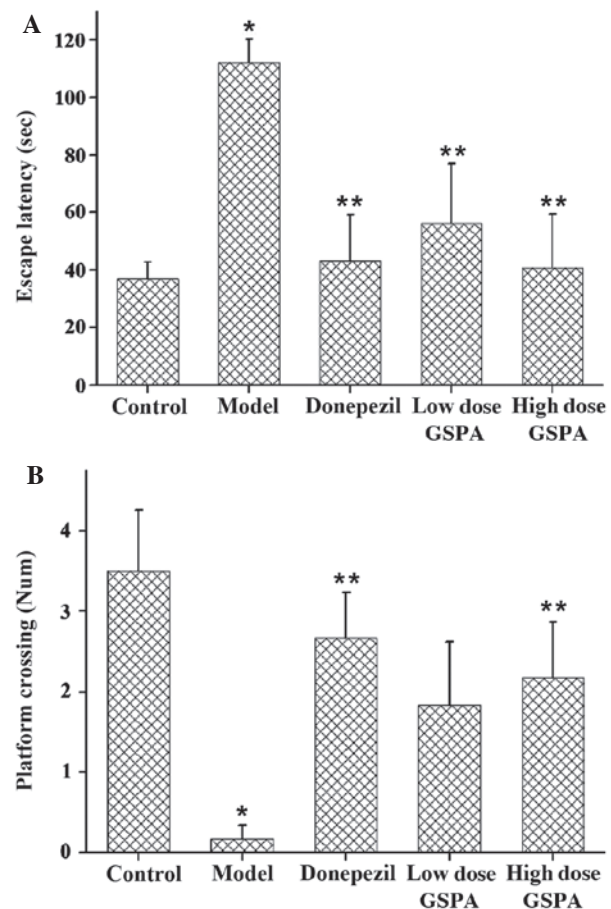 A
Escape latency (sec)
120
100
80
60
40
20
0
*
**
**
**
Control Model Donepezil Low dose High dose
GSPA GSPA
B
Platform crossing (Num)
4
3
2
1
0
*
**
**
Control Model Donepezil Low dose High dose
GSPA GSPA